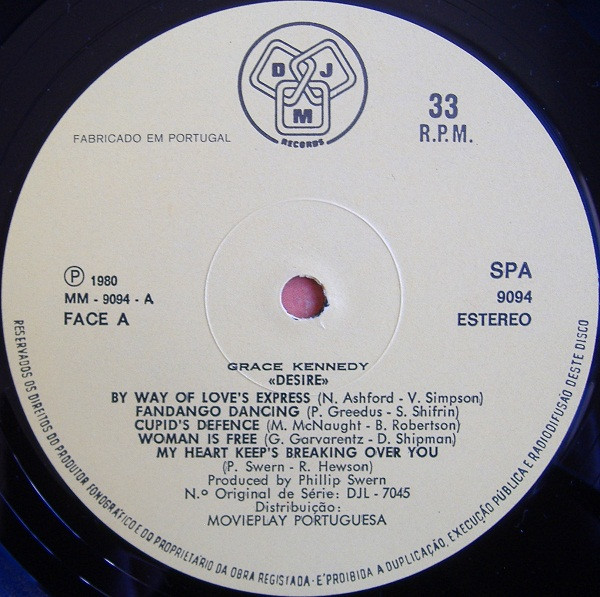 D J
M
RECORDS
33
R.P.M.
FABRICADO EM PORTUGAL
Ⓟ 1980
MM - 9094 - A
FACE A
SPA
9094
ESTEREO
GRACE KENNEDY
«DESIRE»
BY WAY OF LOVE'S EXPRESS (N. Ashford - V. Simpson)
FANDANGO DANCING (P. Greedus - S. Shifrin)
CUPID'S DEFENCE (M. McNaught - B. Robertson)
WOMAN IS FREE (G. Garvarentz - D. Shipman)
MY HEART KEEP'S BREAKING OVER YOU
(P. Swern - R. Hewson)
Produced by Phillip Swern
N.º Original de Série: DJL - 7045
Distribuição:
MOVIEPLAY PORTUGUESA
RESERVADOS OS DIREITOS DO PRODUTOR FONOGRÁFICO E DO PROPRIETÁRIO DA OBRA REGISTADA - É PROIBIDA A DUPLICAÇÃO, EXECUÇÃO PÚBLICA E RADIODIFUSÃO DESTE DISCO